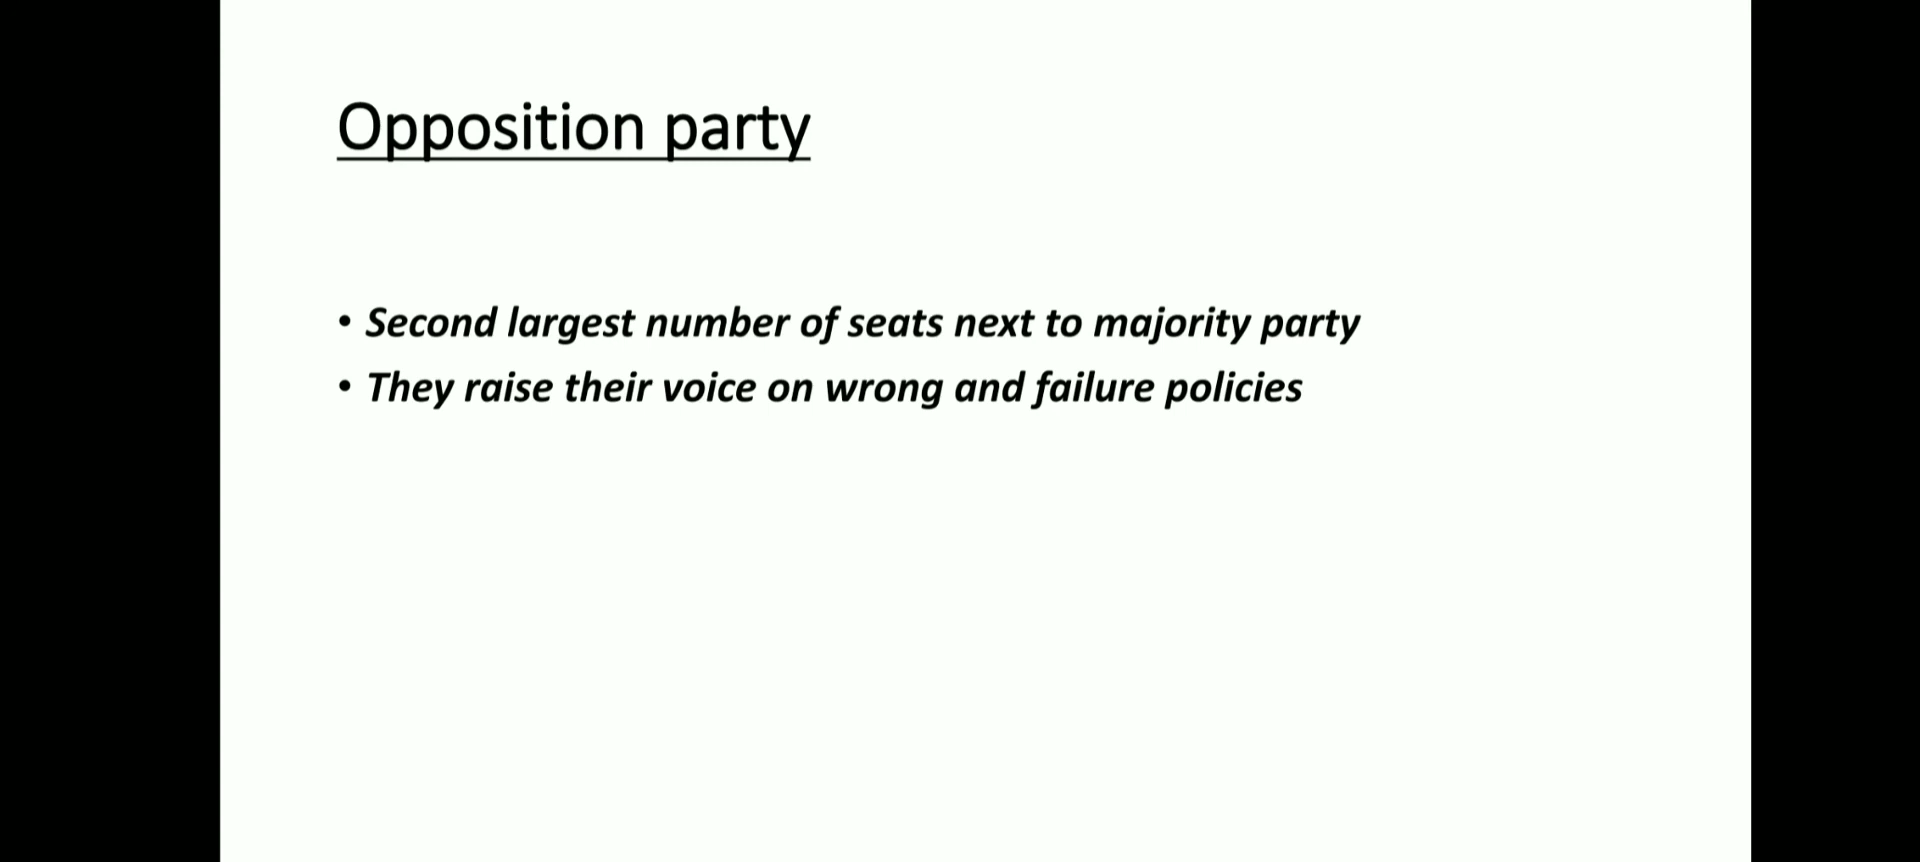 Opposition party
• Second largest number of seats next to majority party
• They raise their voice on wrong and failure policies